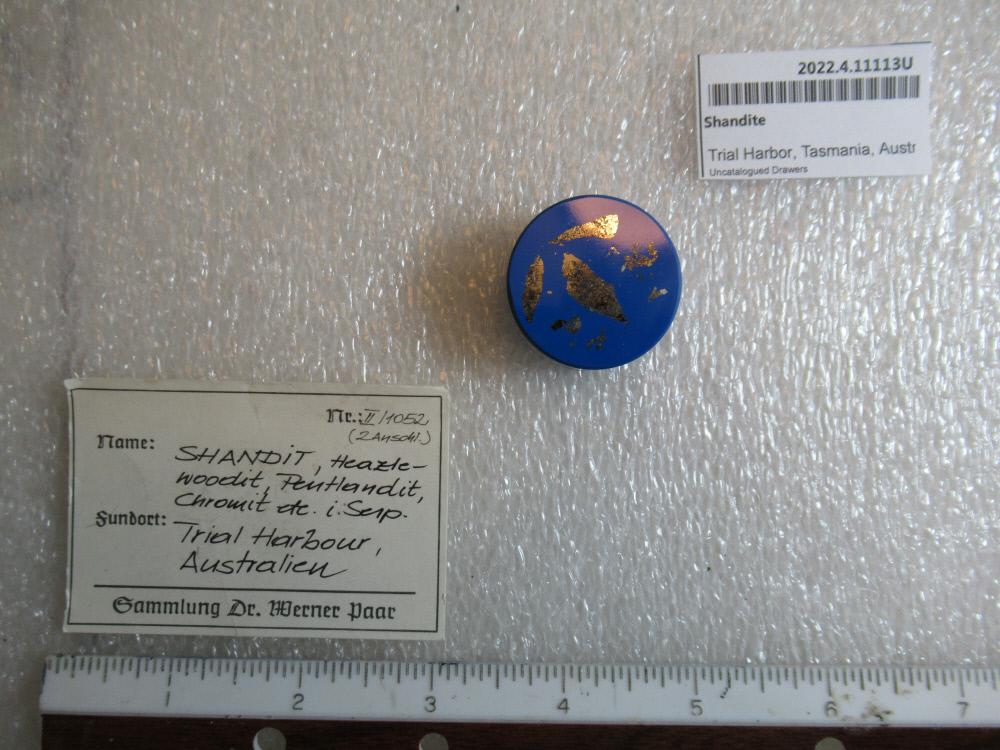 2022.4.11113U
Shandite
Trial Harbor, Tasmania, Austr
Uncatalogued Drawers
Nr.: II/1052
(2 Anschl.)
Name: SHANDIT, Heazle-
woodit, Pentlandit,
Chromit etc. i. Serp.
Fundort: Trial Harbour,
Australien
Sammlung Dr. Werner Paar
1 2 3 4 5 6 7